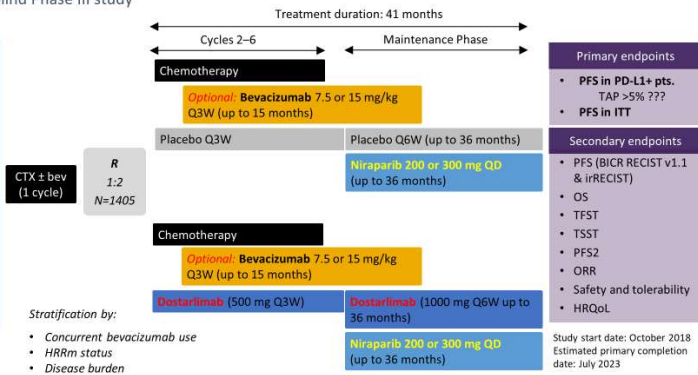 ind Phase III study
Treatment duration: 41 months
Cycles 2–6
Maintenance Phase
Chemotherapy
Optional: Bevacizumab 7.5 or 15 mg/kg
Q3W (up to 15 months)
Placebo Q3W
Placebo Q6W (up to 36 months)
Niraparib 200 or 300 mg QD
(up to 36 months)
CTX ± bev
(1 cycle)
R
1:2
N=1405
Chemotherapy
Optional: Bevacizumab 7.5 or 15 mg/kg
Q3W (up to 15 months)
Dostarlimab (500 mg Q3W)
Dostarlimab (1000 mg Q6W up to
36 months)
Niraparib 200 or 300 mg QD
(up to 36 months)
Stratification by:
• Concurrent bevacizumab use
• HRRm status
• Disease burden
Primary endpoints
• PFS in PD-L1+ pts.
TAP >5% ???
• PFS in ITT
Secondary endpoints
• PFS (BICR RECIST v1.1
& irRECIST)
• OS
• TFST
• TSST
• PFS2
• ORR
• Safety and tolerability
• HRQoL
Study start date: October 2018
Estimated primary completion
date: July 2023